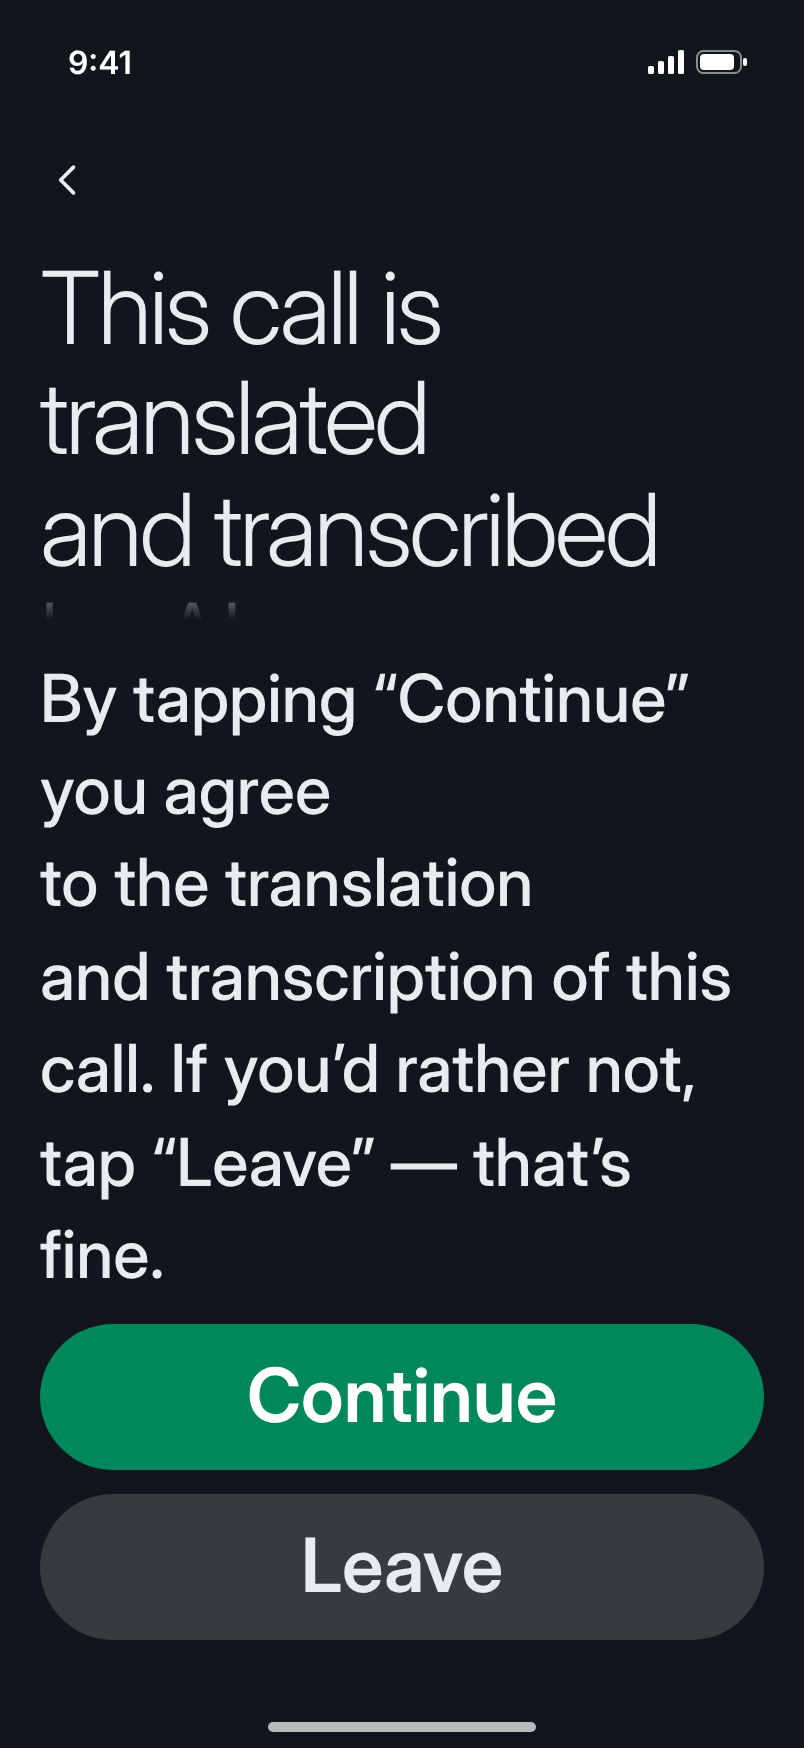 9:41
This call is
translated
and transcribed
By tapping “Continue”
you agree
to the translation
and transcription of this
call. If you’d rather not,
tap “Leave” — that’s
fine.
Continue
Leave